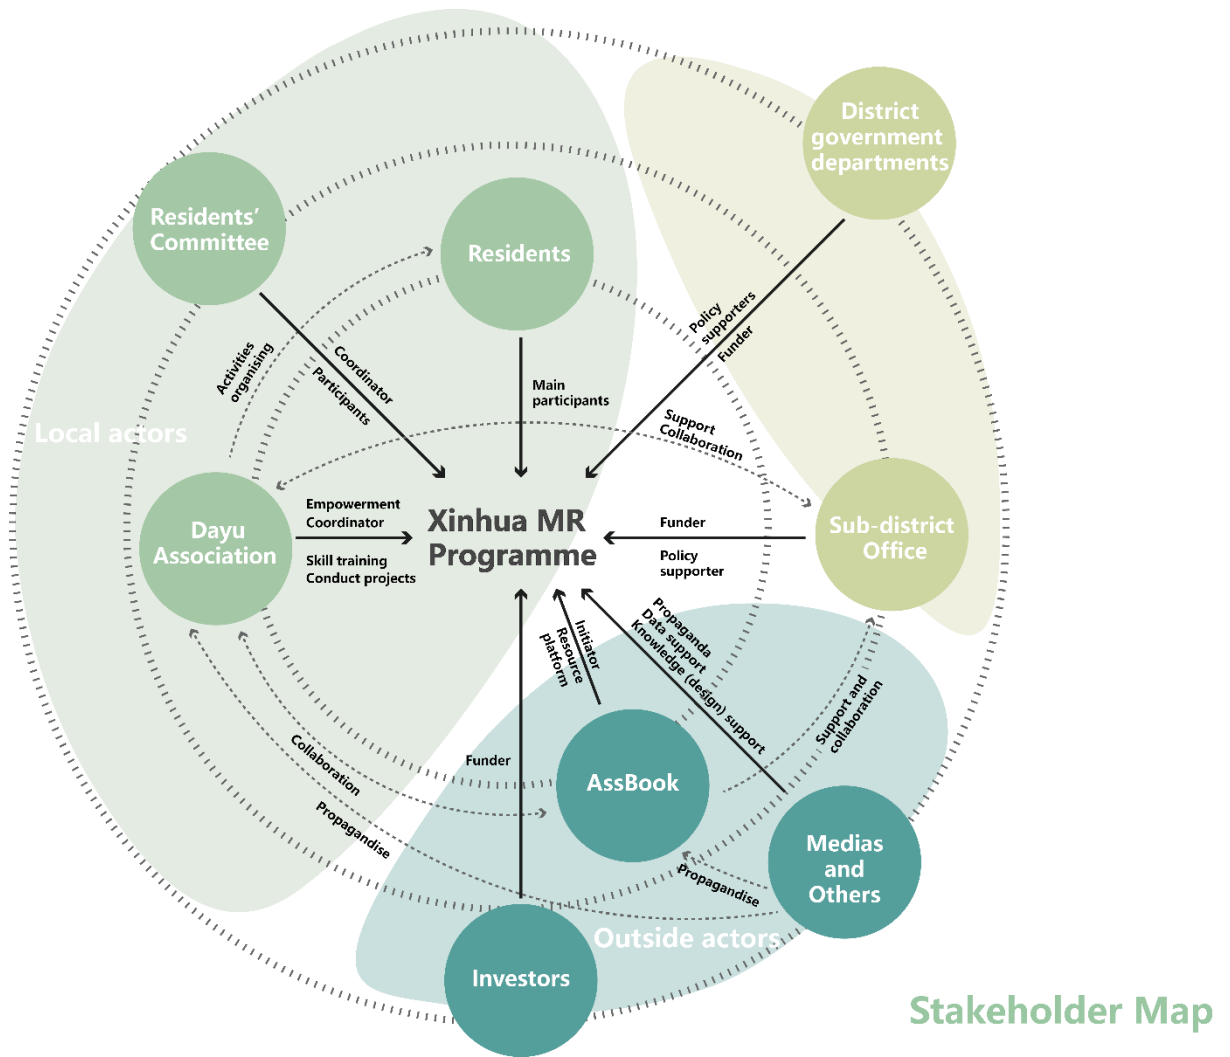 District
government
departments
Residents’
Committee
Residents
Policy
supporters
Funder
Activities
organising
Coordinator
Participants
Main
participants
Support
Collaboration
Local actors
Dayu
Association
Empowerment
Coordinator
Skill training
Conduct projects
Xinhua MR
Programme
Funder
Policy
supporter
Sub-district
Office
Initiator
Resource
platform
Propaganda
Data support
Knowledge (design) support
Support and
collaboration
Collaboration
Propagandise
Funder
AssBook
Medias
and
Others
Propagandise
Outside actors
Investors
Stakeholder Map